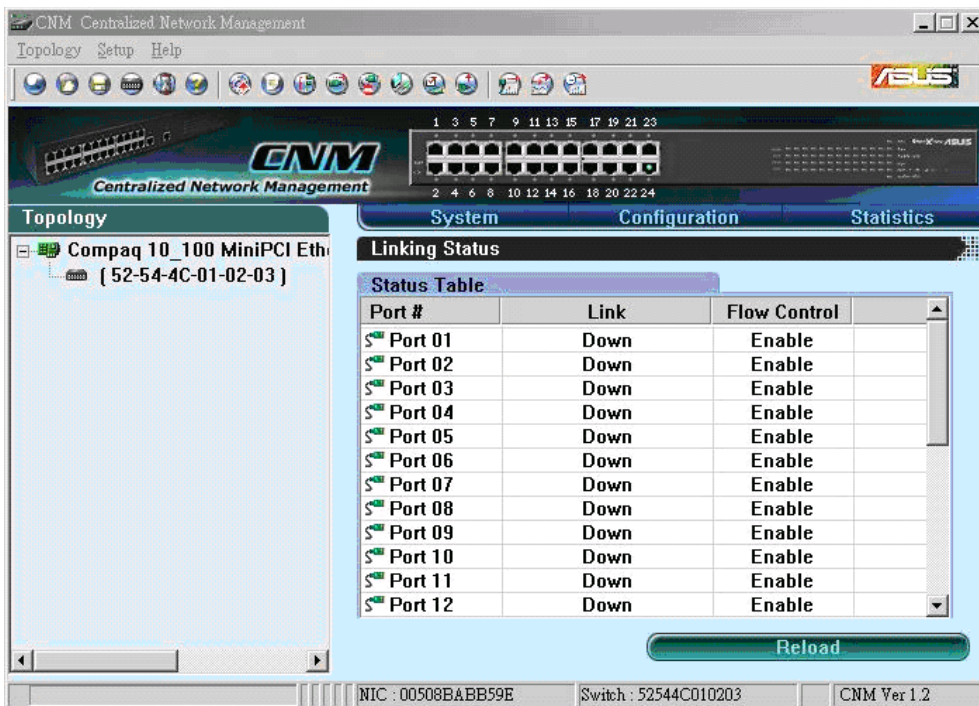 CNM Centralized Network Management
Topology Setup Help
ASUS
1 3 5 7 9 11 13 15 17 19 21 23
CNM
Centralized Network Management
2 4 6 8 10 12 14 16 18 20 22 24
Topology
System Configuration Statistics
Compaq 10_100 MiniPCI Eth
( 52-54-4C-01-02-03 )
Linking Status
Status Table
Port # Link Flow Control
Port 01 Down Enable
Port 02 Down Enable
Port 03 Down Enable
Port 04 Down Enable
Port 05 Down Enable
Port 06 Down Enable
Port 07 Down Enable
Port 08 Down Enable
Port 09 Down Enable
Port 10 Down Enable
Port 11 Down Enable
Port 12 Down Enable
Reload
NIC : 00508BABB59E Switch : 52544C010203 CNM Ver 1.2